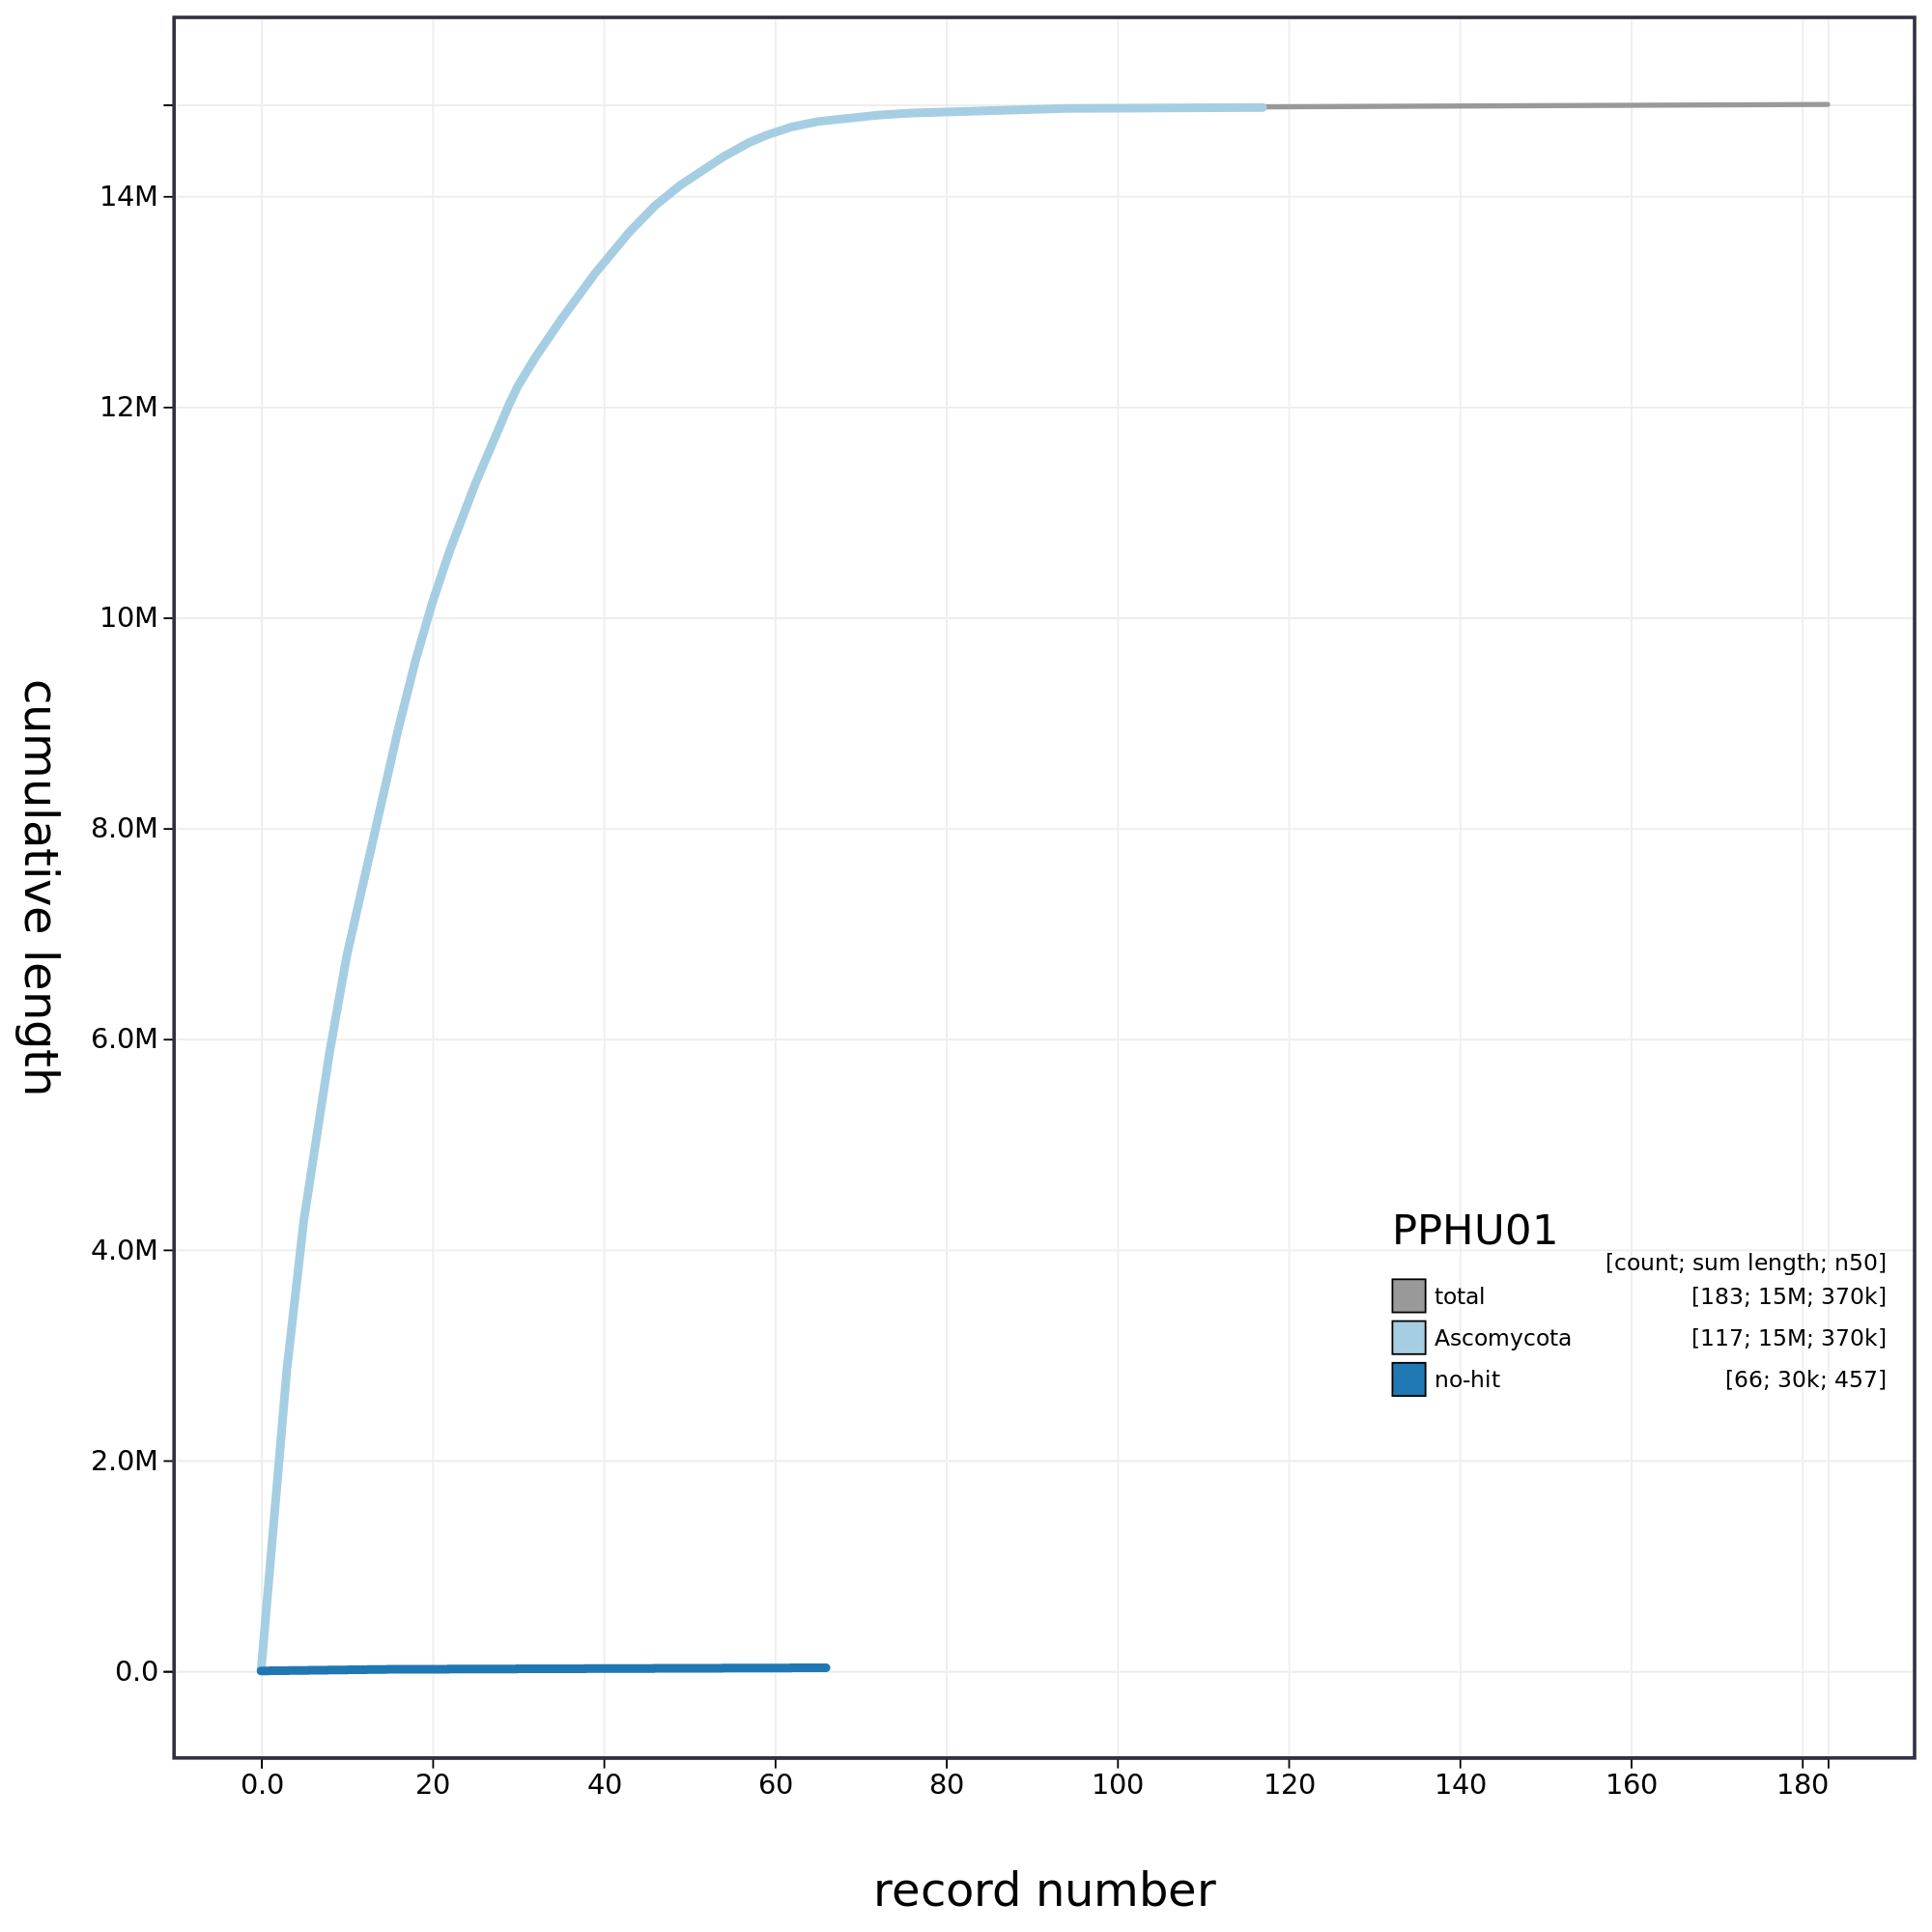 cumulative length
14M
12M
10M
8.0M
6.0M
4.0M
2.0M
0.0
PPHU01
[count; sum length; n50]
total [183; 15M; 370k]
Ascomycota [117; 15M; 370k]
no-hit [66; 30k; 457]
0.0 20 40 60 80 100 120 140 160 180
record number